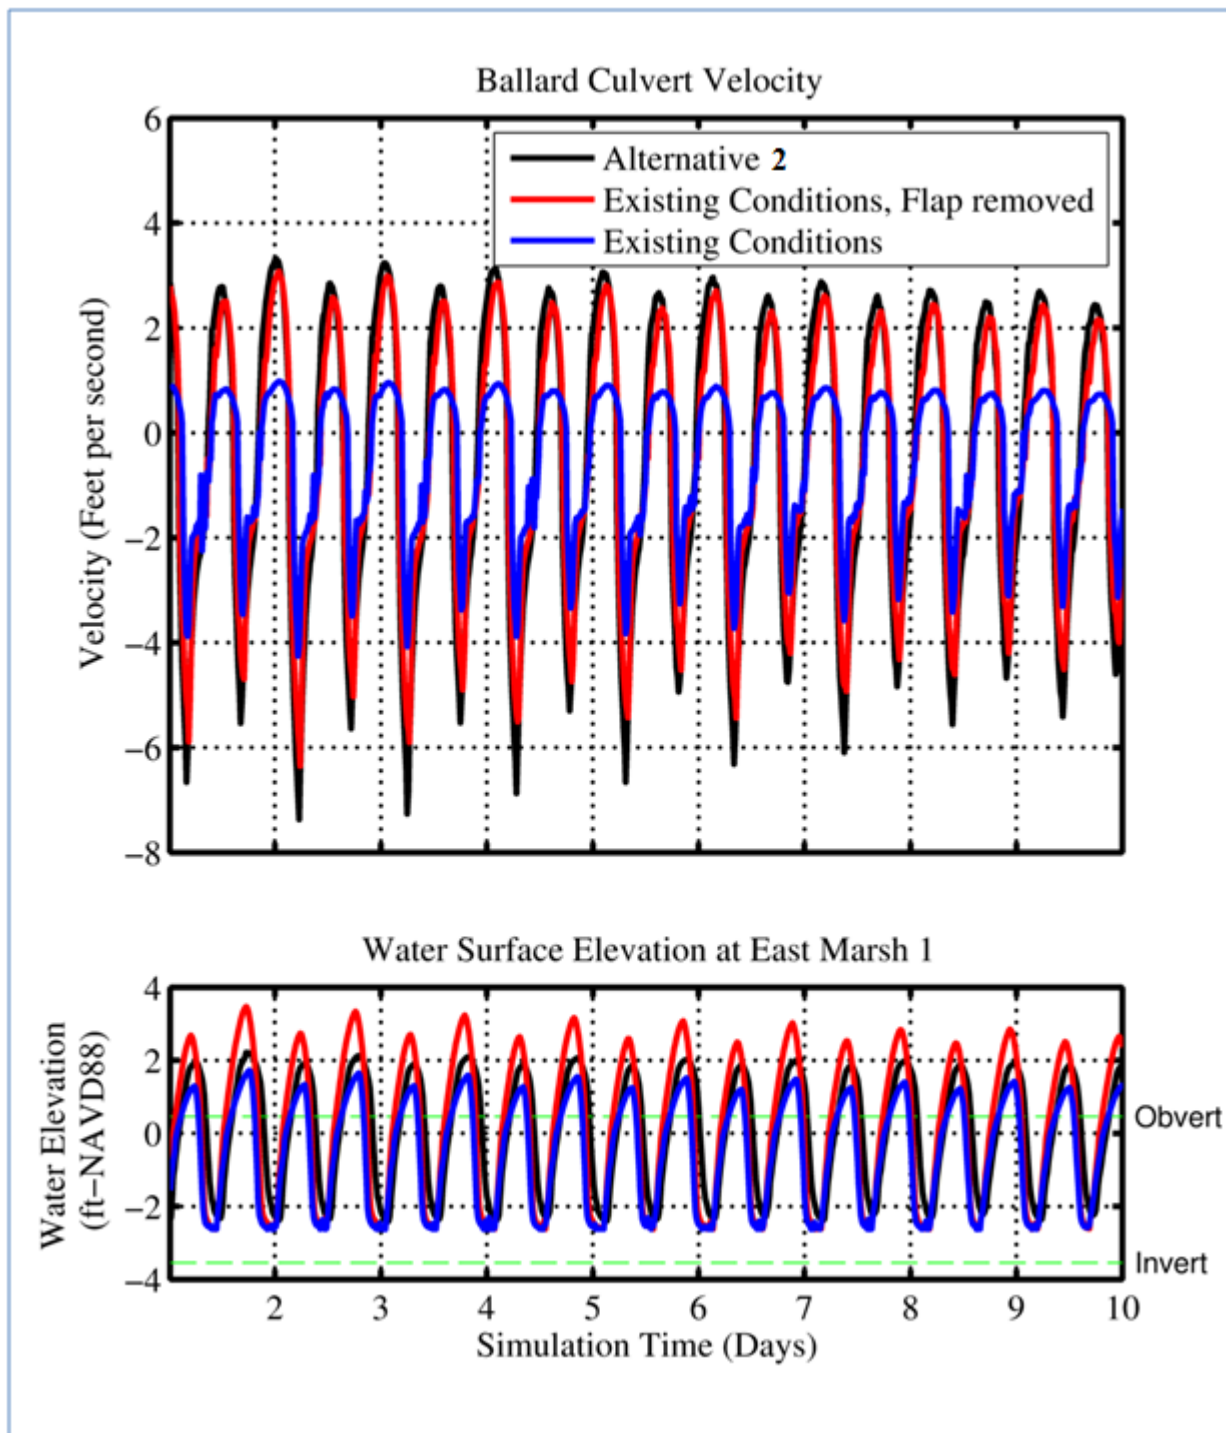 Ballard Culvert Velocity
6
4
2
0
−2
−4
−6
−8
Velocity (Feet per second)
Alternative 2
Existing Conditions, Flap removed
Existing Conditions
Water Surface Elevation at East Marsh 1
4
2
0
−2
−4
Water Elevation
(ft−NAVD88)
Obvert
Invert
2 3 4 5 6 7 8 9 10
Simulation Time (Days)